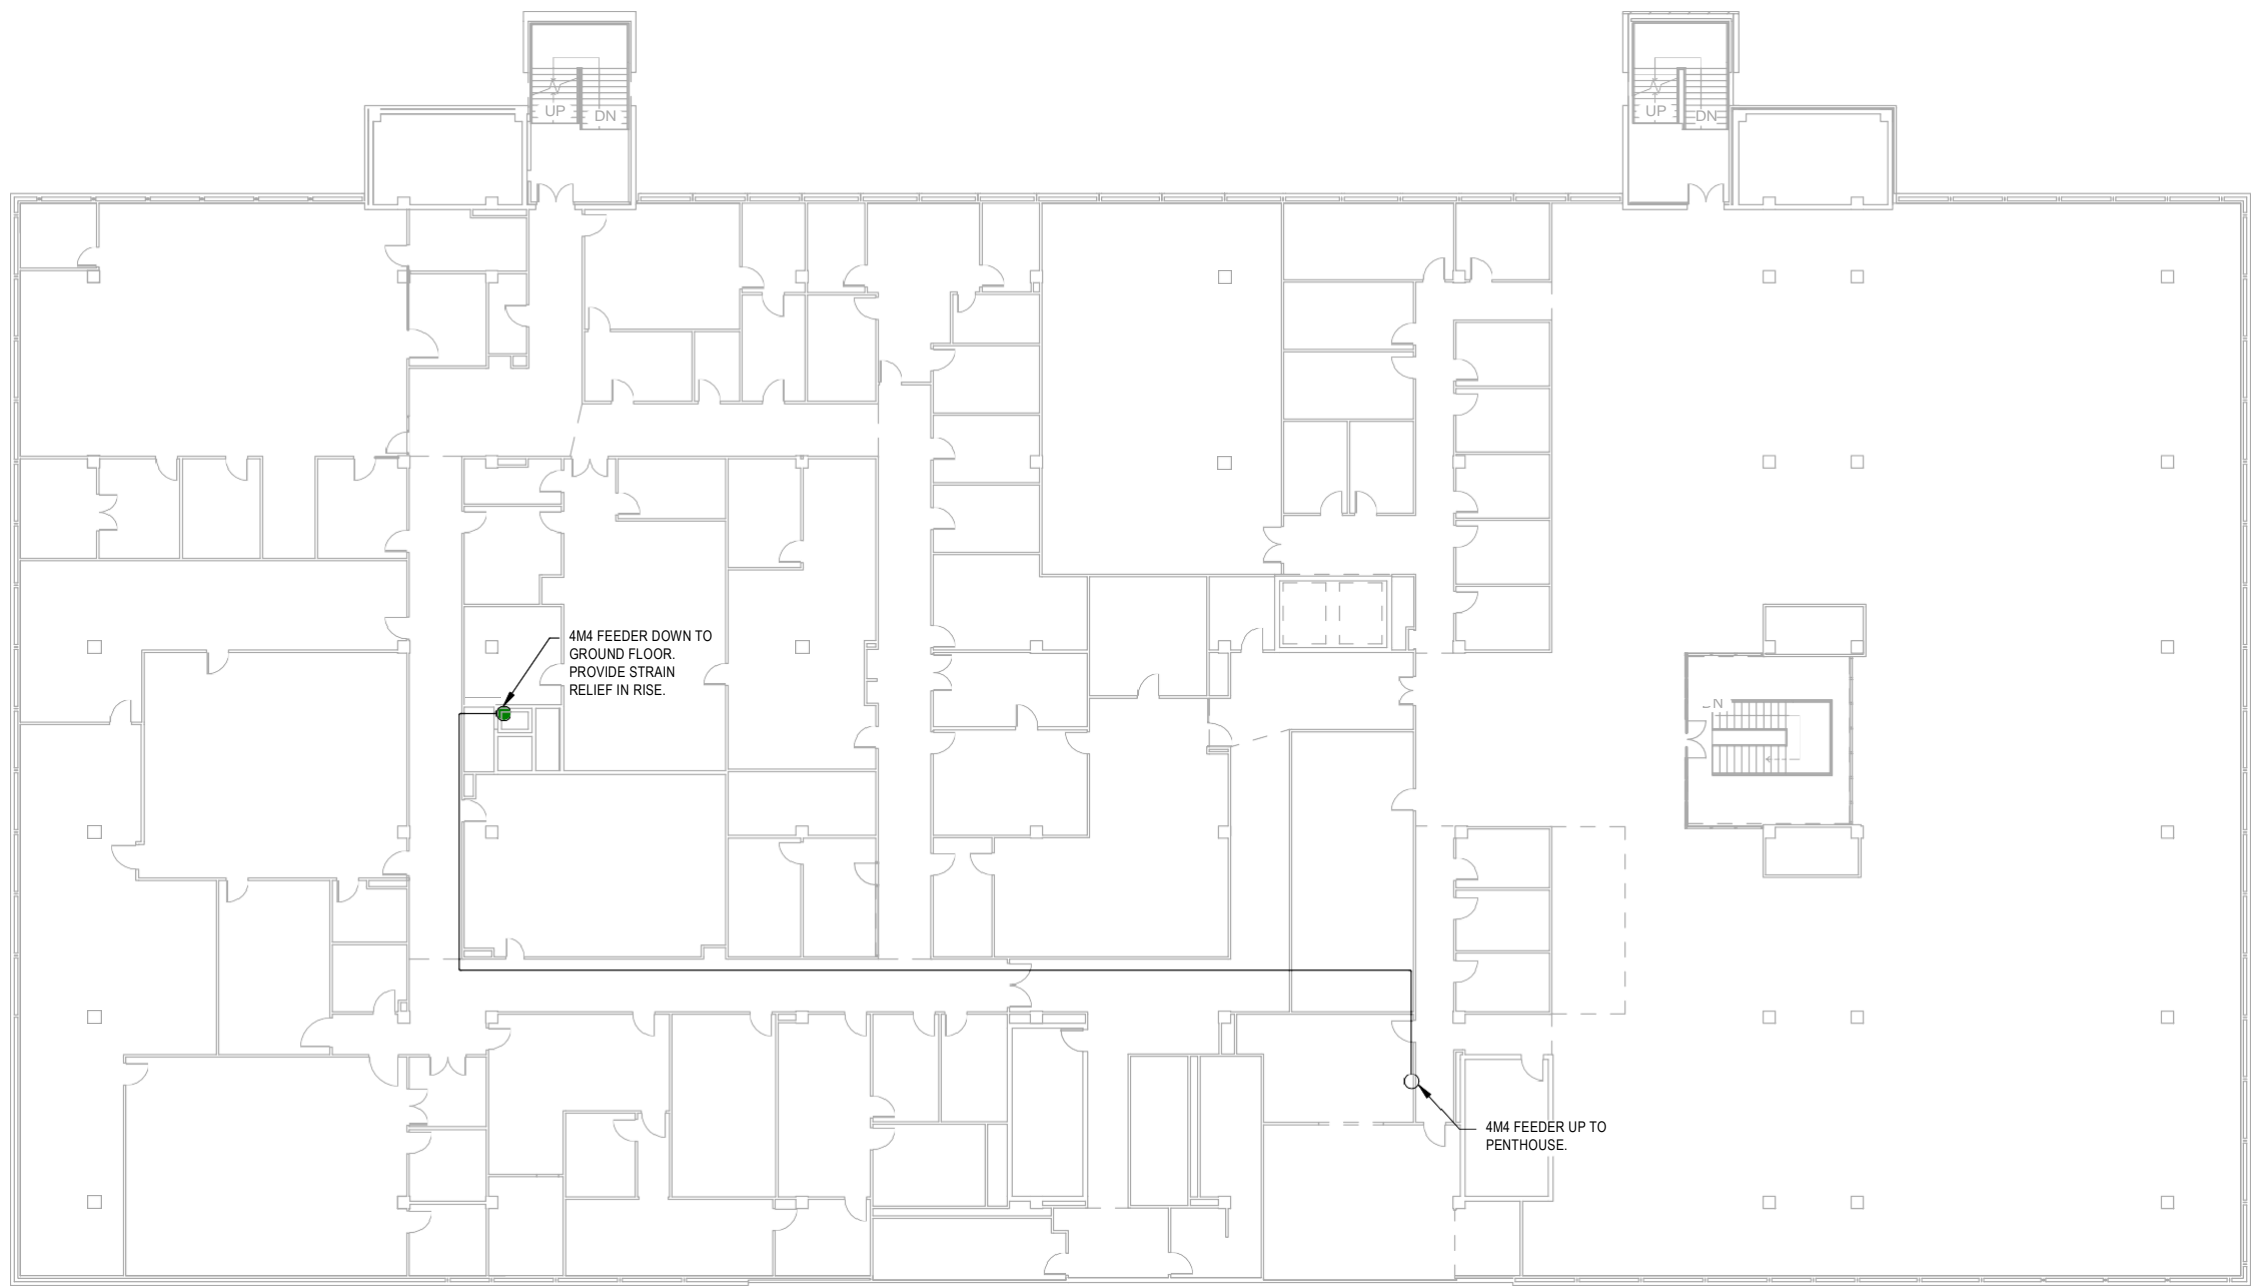 UP
DN
UP
DN
4M4 FEEDER DOWN TO
GROUND FLOOR.
PROVIDE STRAIN
RELIEF IN RISE.
DN
4M4 FEEDER UP TO
PENTHOUSE.